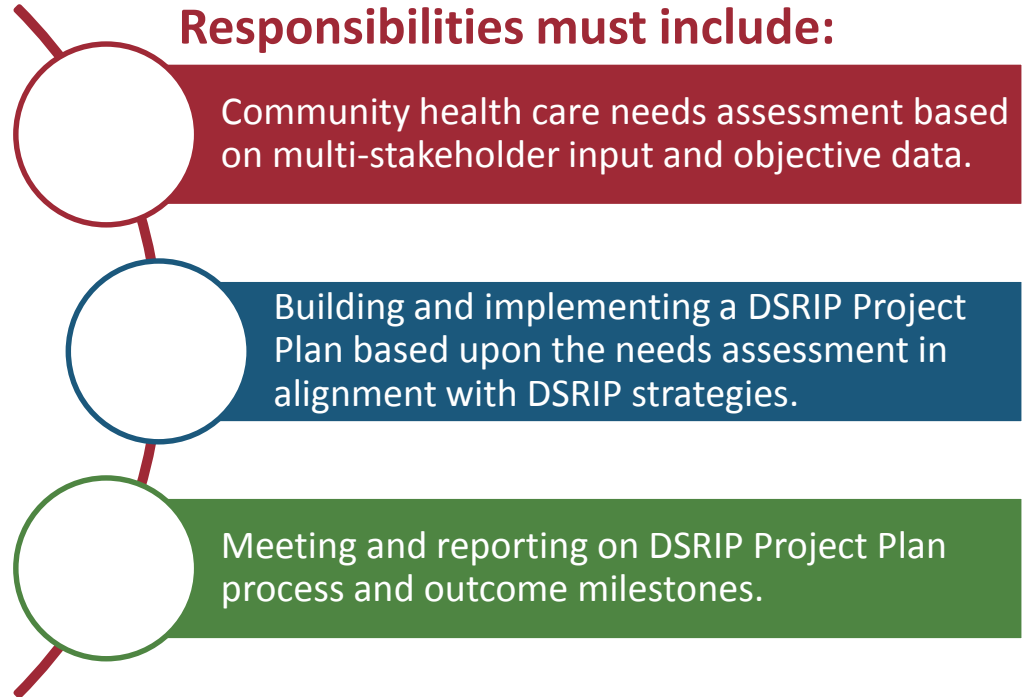 Responsibilities must include:
Community health care needs assessment based
on multi-stakeholder input and objective data.
Building and implementing a DSRIP Project
Plan based upon the needs assessment in
alignment with DSRIP strategies.
Meeting and reporting on DSRIP Project Plan
process and outcome milestones.